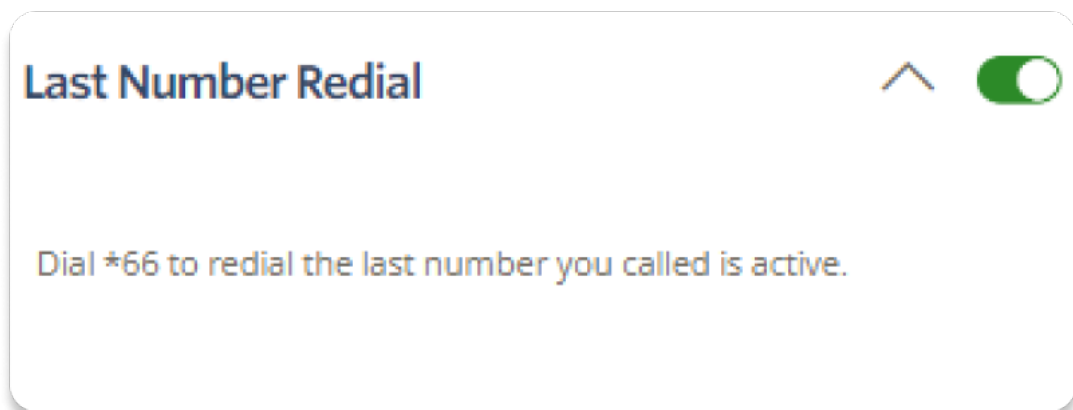 Last Number Redial
Dial *66 to redial the last number you called is active.